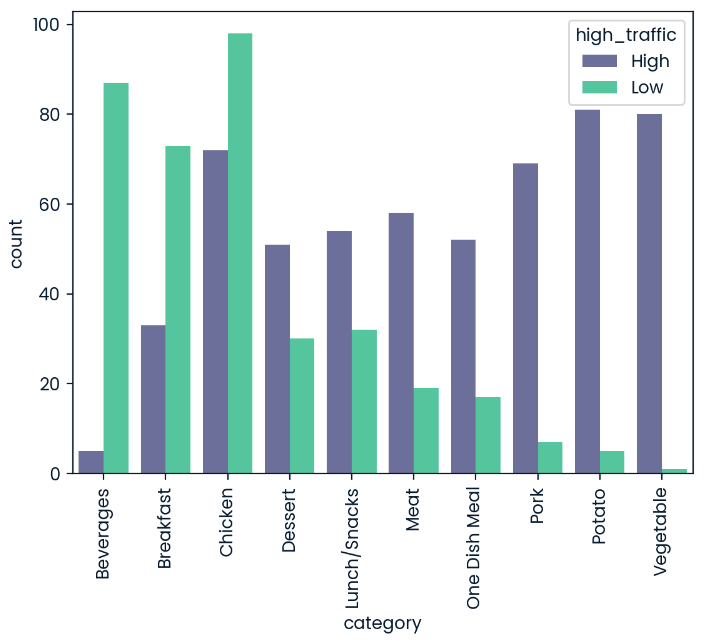 100
80
60
40
20
0
count
high_traffic
High
Low
Beverages
Breakfast
Chicken
Dessert
Lunch/Snacks
Meat
One Dish Meal
Pork
Potato
Vegetable
category